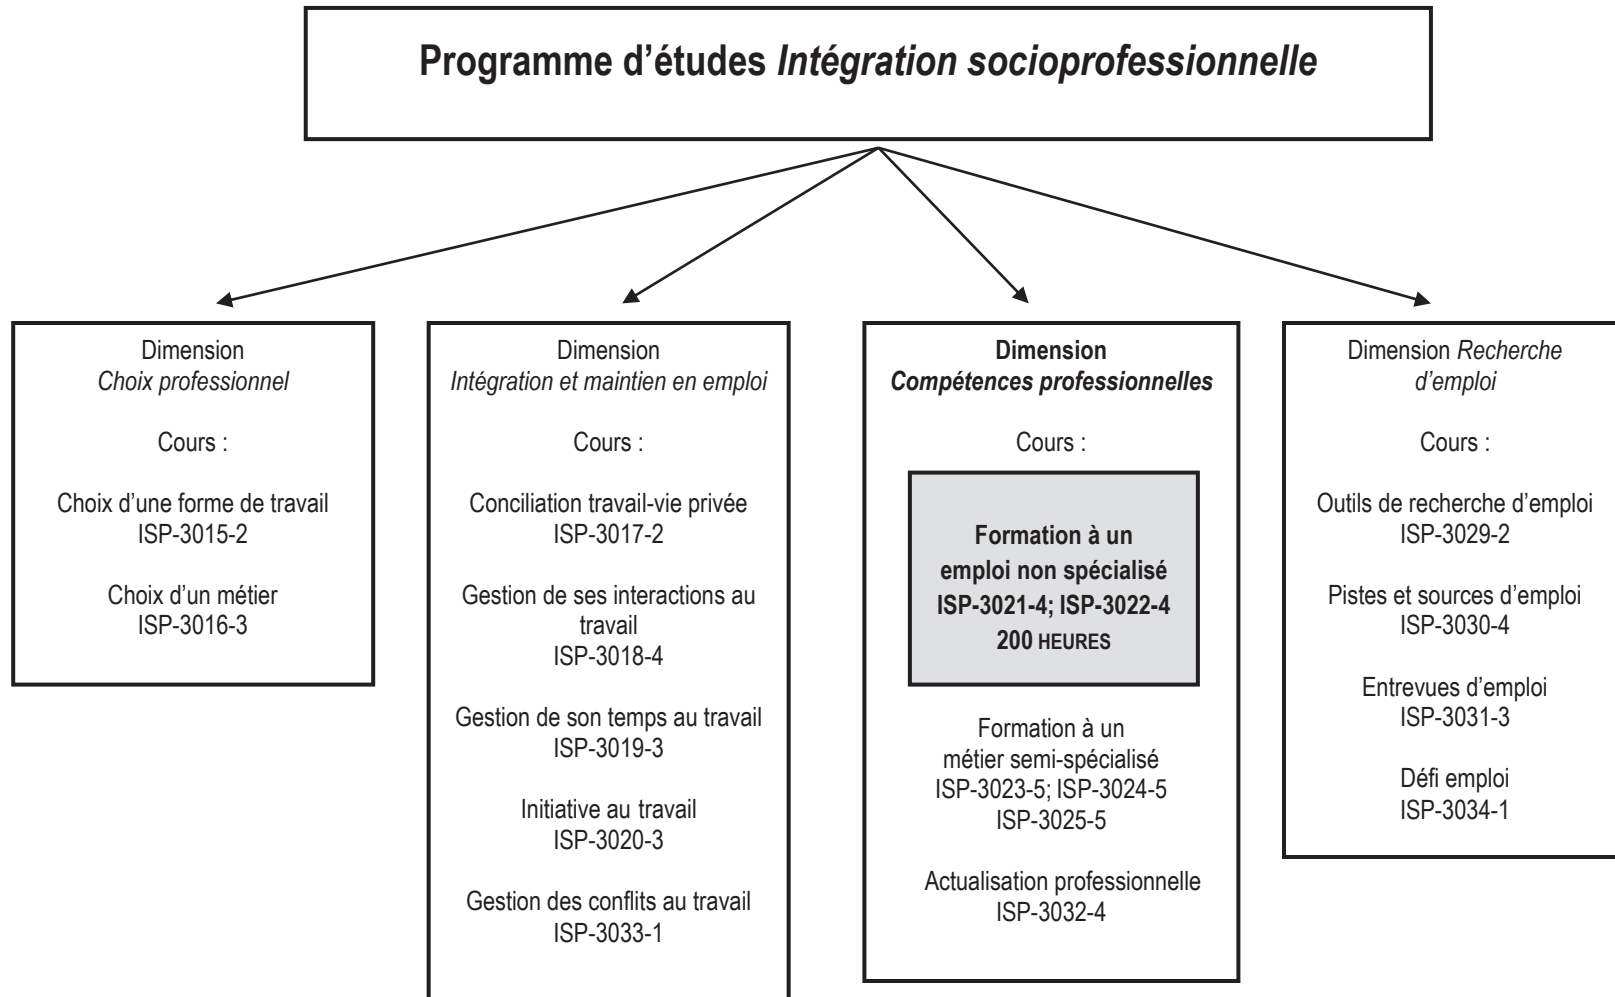 Programme d'études Intégration socioprofessionnelle
Dimension
Choix professionnel
Cours :
Choix d'une forme de travail
ISP-3015-2
Choix d'un métier
ISP-3016-3
Dimension
Intégration et maintien en emploi
Cours :
Conciliation travail-vie privée
ISP-3017-2
Gestion de ses interactions au
travail
ISP-3018-4
Gestion de son temps au travail
ISP-3019-3
Initiative au travail
ISP-3020-3
Gestion des conflits au travail
ISP-3033-1
Dimension
Compétences professionnelles
Cours :
Formation à un
emploi non spécialisé
ISP-3021-4; ISP-3022-4
200 HEURES
Formation à un
métier semi-spécialisé
ISP-3023-5; ISP-3024-5
ISP-3025-5
Actualisation professionnelle
ISP-3032-4
Dimension Recherche
d'emploi
Cours :
Outils de recherche d'emploi
ISP-3029-2
Pistes et sources d'emploi
ISP-3030-4
Entrevues d'emploi
ISP-3031-3
Défi emploi
ISP-3034-1